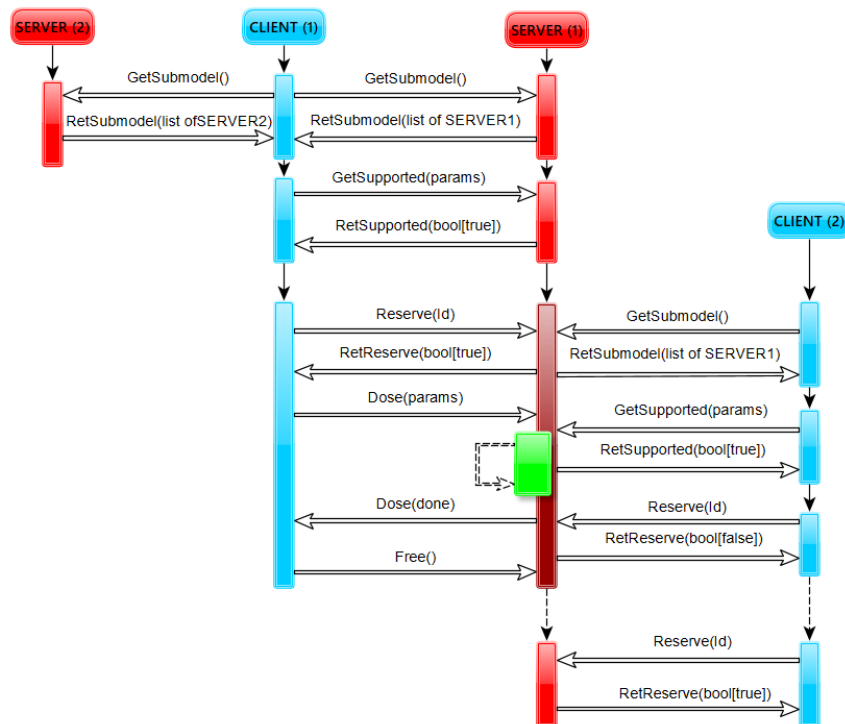 SERVER (2)
CLIENT (1)
SERVER (1)
GetSubmodel()
GetSubmodel()
RetSubmodel(list ofSERVER2)
RetSubmodel(list of SERVER1)
GetSupported(params)
CLIENT (2)
RetSupported(bool[true])
Reserve(Id)
GetSubmodel()
RetReserve(bool[true])
RetSubmodel(list of SERVER1)
Dose(params)
GetSupported(params)
RetSupported(bool[true])
Dose(done)
Reserve(Id)
RetReserve(bool[false])
Free()
Reserve(Id)
RetReserve(bool[true])